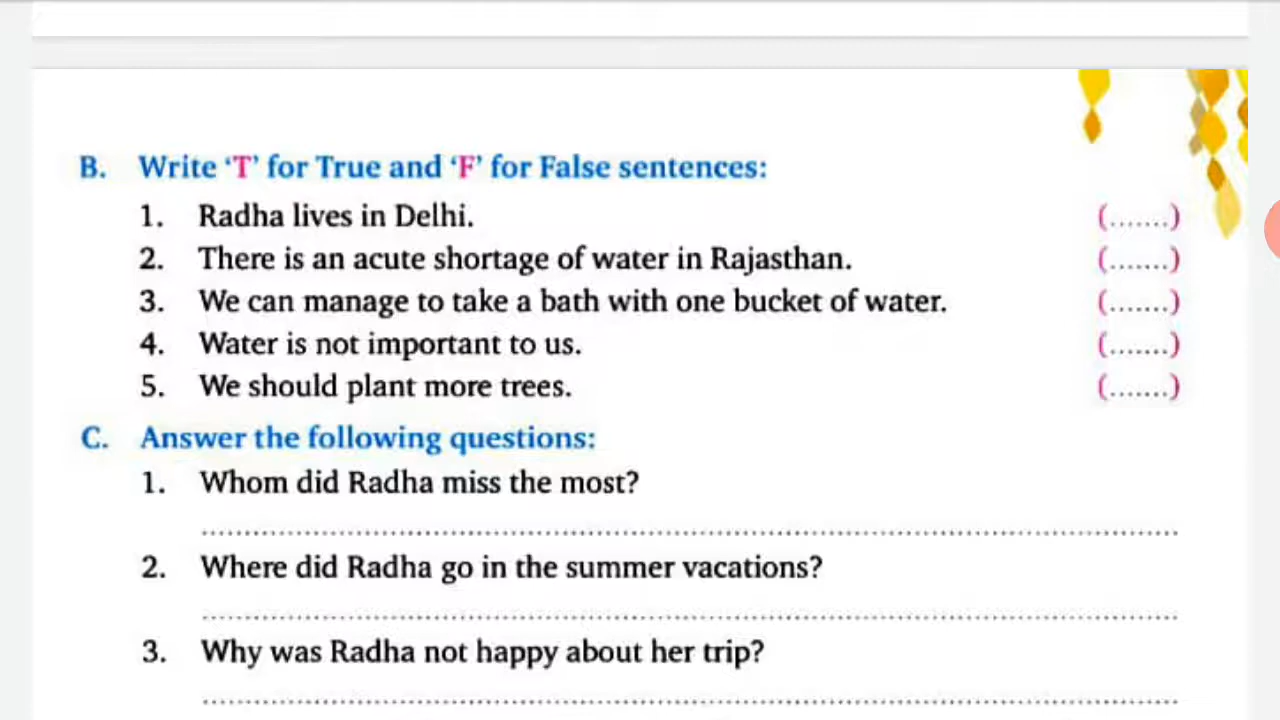 B. Write ‘T’ for True and ‘F’ for False sentences:
1. Radha lives in Delhi. (.......)
2. There is an acute shortage of water in Rajasthan. (.......)
3. We can manage to take a bath with one bucket of water. (.......)
4. Water is not important to us. (.......)
5. We should plant more trees. (.......)
C. Answer the following questions:
1. Whom did Radha miss the most?
2. Where did Radha go in the summer vacations?
3. Why was Radha not happy about her trip?